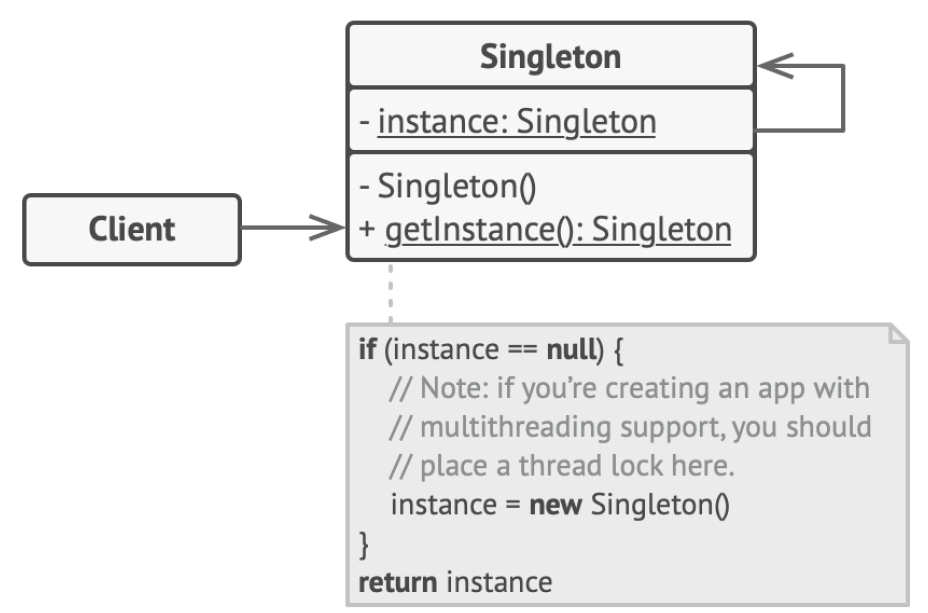 Singleton
- instance: Singleton
- Singleton()
Client
+ getInstance(): Singleton
if (instance == null) {
// Note: if you’re creating an app with
// multithreading support, you should
// place a thread lock here.
instance = new Singleton()
}
return instance